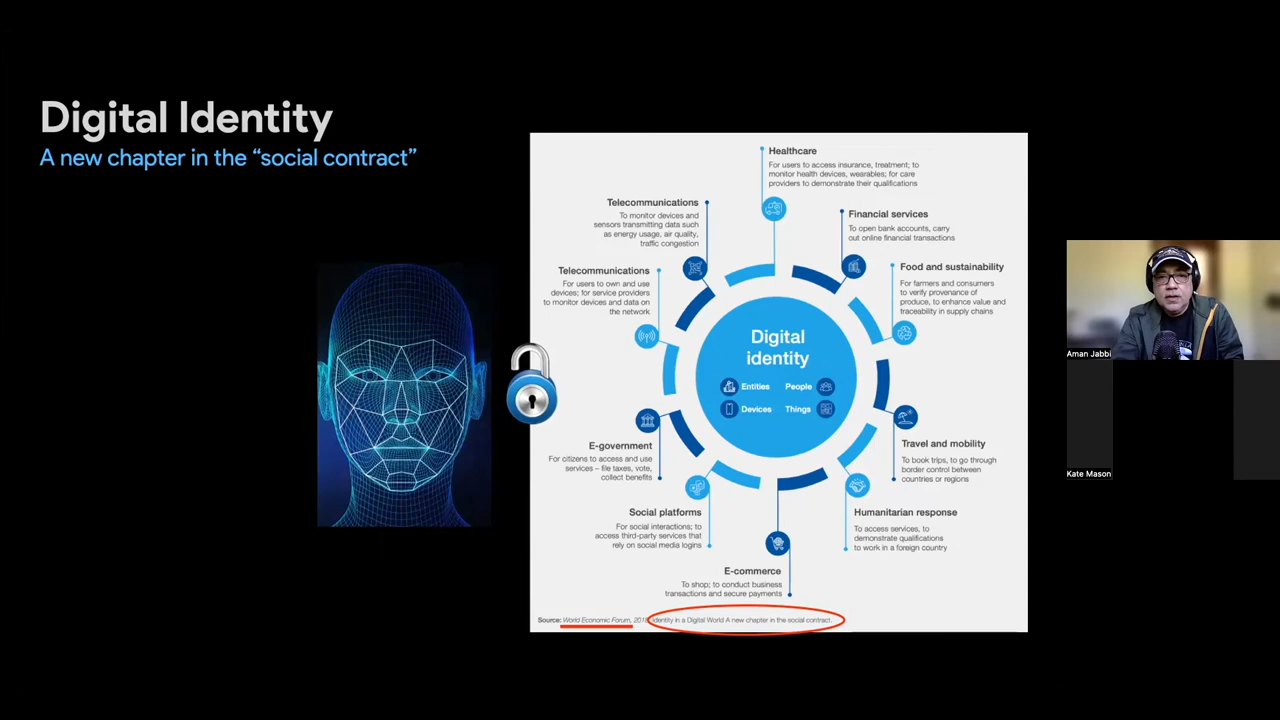 Digital Identity
A new chapter in the “social contract”
Healthcare
For users to access insurance, treatment; to
monitor health devices, wearables; for care
providers to demonstrate their qualifications
Telecommunications
To monitor devices and
sensors transmitting data such
as energy usage, air quality,
traffic congestion
Financial services
To open bank accounts, carry
out online financial transactions
Telecommunications
For users to own and use
devices; for service providers
to monitor devices and data on
the network
Food and sustainability
For farmers and consumers
to verify provenance of
produce, to enhance value and
traceability in supply chains
Digital
identity
Entities People
Devices Things
E-government
For citizens to access and use
services – file taxes, vote,
collect benefits
Travel and mobility
To book trips, to go through
border control between
countries or regions
Social platforms
For social interactions; to
access third-party services that
rely on social media logins
Humanitarian response
To access services, to
demonstrate qualifications
to work in a foreign country
E-commerce
To shop; to conduct business
transactions and secure payments
Source: World Economic Forum, Identity in a Digital World A new chapter in the social contract.
Aman Jabbi
Kate Mason